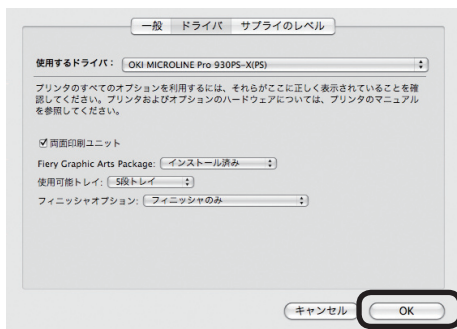 一般 ドライバ サプライのレベル
使用するドライバ： OKI MICROLINE Pro 930PS-X(PS)
プリンタのすべてのオプションを利用するには、それらがここに正しく表示されていることを確
認してください。プリンタおよびオプションのハードウェアについては、プリンタのマニュアル
を参照してください。
両面印刷ユニット
Fiery Graphic Arts Package: インストール済み
使用可能トレイ: 5段トレイ
フィニッシャオプション: フィニッシャのみ
キャンセル OK